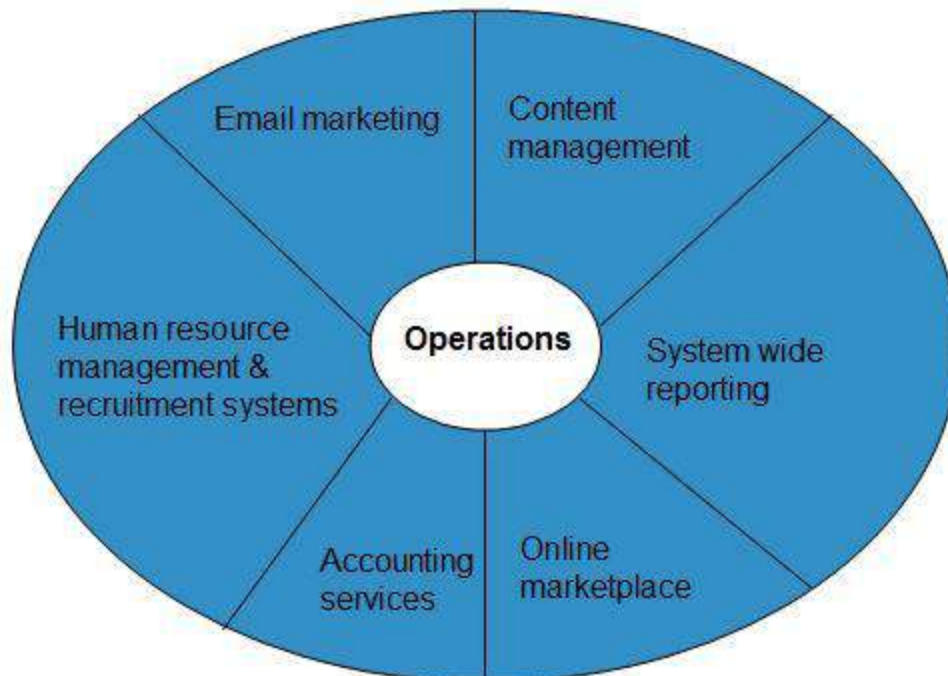 Email marketing
Content
management
Human resource
management &
recruitment systems
Operations
System wide
reporting
Accounting
services
Online
marketplace